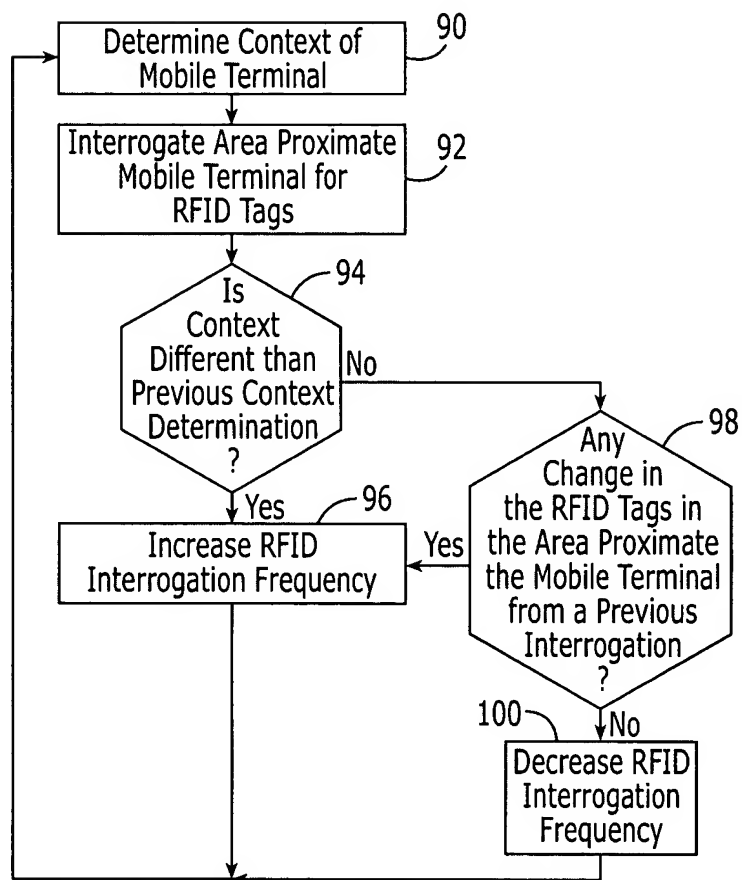 Determine Context of
Mobile Terminal
90
Interrogate Area Proximate
Mobile Terminal for
RFID Tags
92
94
Is
Context
Different than
Previous Context
Determination
?
No
Yes
98
Any
Change in
the RFID Tags in
the Area Proximate
the Mobile Terminal
from a Previous
Interrogation
?
Yes
96
Increase RFID
Interrogation Frequency
No
100
Decrease RFID
Interrogation
Frequency